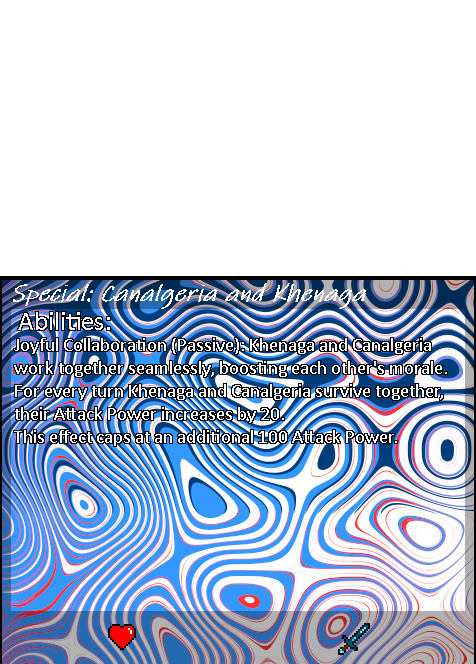 Special: Canalgeria and Khenaga
Abilities:
Joyful Collaboration (Passive): Khenaga and Canalgeria
work together seamlessly, boosting each other's morale.
For every turn Khenaga and Canalgeria survive together,
their Attack Power increases by 20.
This effect caps at an additional 100 Attack Power.